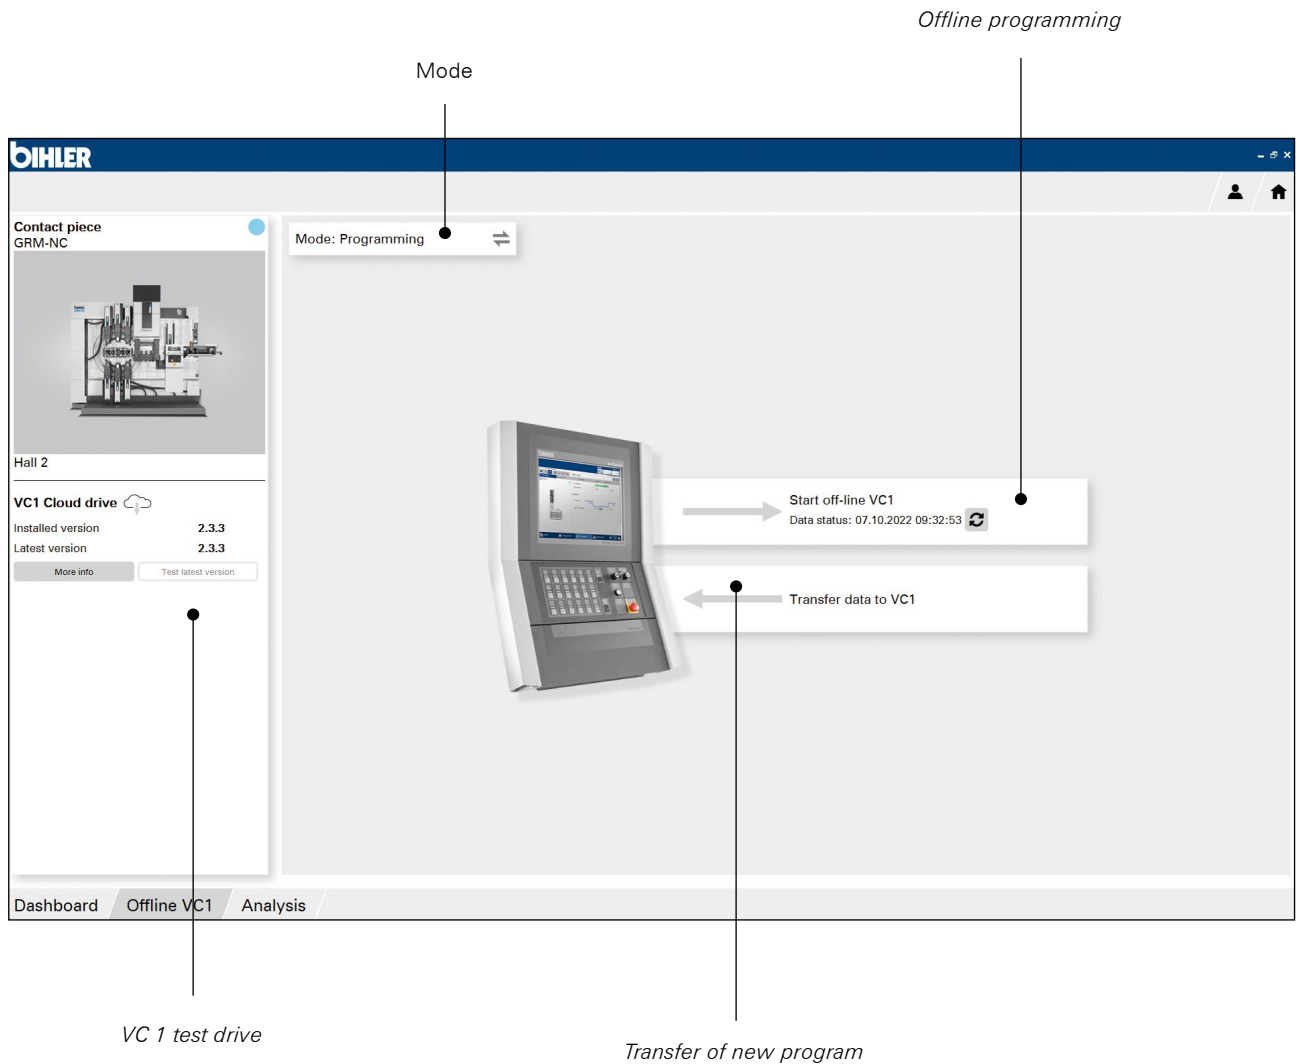 Offline programming
Mode
BIHLER
Contact piece
GRM-NC
Mode: Programming
Hall 2
VC1 Cloud drive
Installed version 2.3.3
Latest version 2.3.3
More info Test latest version
Start off-line VC1
Data status: 07.10.2022 09:32:53
Transfer data to VC1
Dashboard Offline VC1 Analysis
VC 1 test drive
Transfer of new program